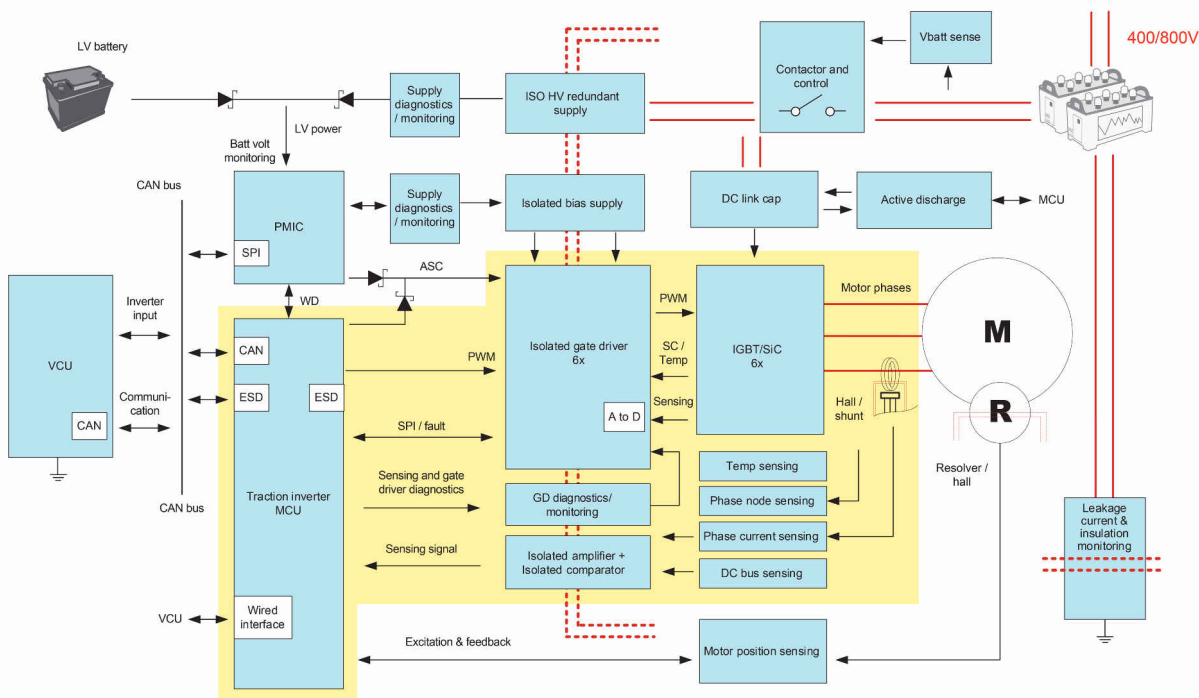 LV battery
Supply
diagnostics
/ monitoring
ISO HV redundant
supply
Contactor and
control
Vbatt sense
400/800V
LV power
Batt volt
monitoring
CAN bus
PMIC
SPI
Supply
diagnostics
/ monitoring
Isolated bias supply
DC link cap
Active discharge
MCU
ASC
WD
VCU
CAN
Inverter
input
Communi-
cation
CAN bus
CAN
ESD
ESD
Traction inverter
MCU
Wired
interface
VCU
PWM
SPI / fault
Sensing and gate
driver diagnostics
Sensing signal
Excitation & feedback
Isolated gate driver
6x
A to D
GD diagnostics/
monitoring
Isolated amplifier +
Isolated comparator
PWM
SC /
Temp
Sensing
IGBT/SiC
6x
Temp sensing
Phase node sensing
Phase current sensing
DC bus sensing
Motor position sensing
Motor phases
Hall /
shunt
M
R
Resolver /
hall
Leakage
current &
insulation
monitoring